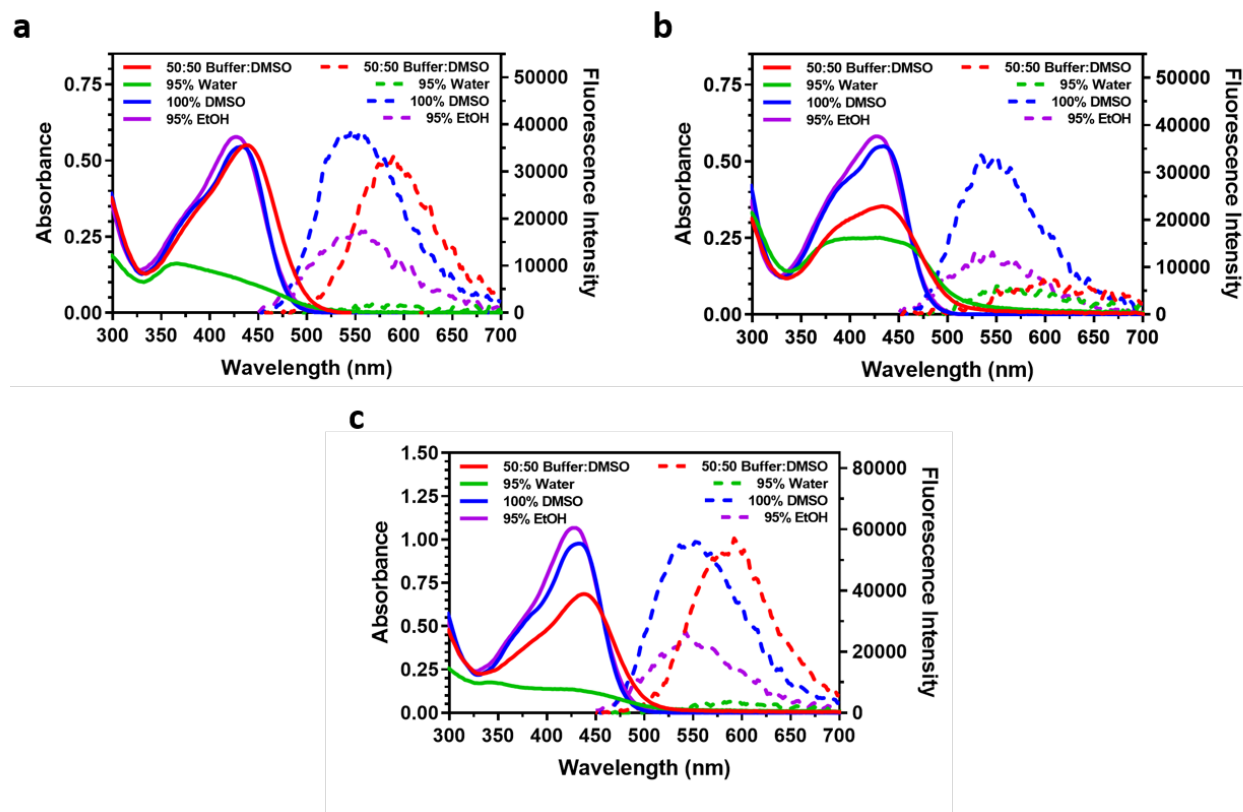 a
50:50 Buffer:DMSO 50:50 Buffer:DMSO
95% Water 95% Water
100% DMSO 100% DMSO
95% EtOH 95% EtOH
0.75
0.50
0.25
0.00
Absorbance
50000
40000
30000
20000
10000
0
Fluorescence Intensity
300 350 400 450 500 550 600 650 700
Wavelength (nm)
b
50:50 Buffer:DMSO 50:50 Buffer:DMSO
95% Water 95% Water
100% DMSO 100% DMSO
95% EtOH 95% EtOH
0.75
0.50
0.25
0.00
Absorbance
50000
40000
30000
20000
10000
0
Fluorescence Intensity
300 350 400 450 500 550 600 650 700
Wavelength (nm)
c
50:50 Buffer:DMSO 50:50 Buffer:DMSO
95% Water 95% Water
100% DMSO 100% DMSO
95% EtOH 95% EtOH
1.50
1.25
1.00
0.75
0.50
0.25
0.00
Absorbance
80000
60000
40000
20000
0
Fluorescence Intensity
300 350 400 450 500 550 600 650 700
Wavelength (nm)